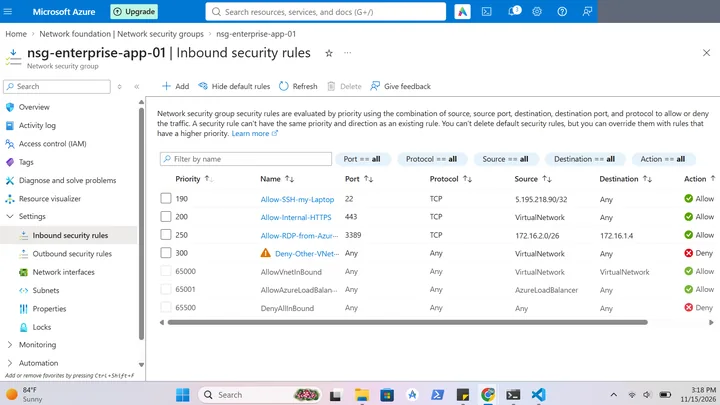 Microsoft Azure
Upgrade
Search resources, services, and docs (G+/)
Home > Network foundation | Network security groups > nsg-enterprise-app-01
nsg-enterprise-app-01 | Inbound security rules
Network security group
Search
Add Hide default rules Refresh Delete Give feedback
Overview
Activity log
Access control (IAM)
Tags
Diagnose and solve problems
Resource visualizer
Settings
Inbound security rules
Outbound security rules
Network interfaces
Subnets
Properties
Locks
Monitoring
Automation
Add or remove favorites by pressing Ctrl+Shift+F
Network security group security rules are evaluated by priority using the combination of source, source port, destination, destination port, and protocol to allow or deny
the traffic. A security rule can't have the same priority and direction as an existing rule. You can't delete default security rules, but you can override them with rules that
have a higher priority. Learn more
Filter by name
Port == all Protocol == all Source == all Destination == all Action == all
Priority Name Port Protocol Source Destination Action
190 Allow-SSH-my-Laptop 22 TCP 5.195.218.90/32 Any Allow
200 Allow-Internal-HTTPS 443 TCP VirtualNetwork Any Allow
250 Allow-RDP-from-Azur··· 3389 TCP 172.16.2.0/26 172.16.1.4 Allow
300 Deny-Other-VNet-··· Any Any VirtualNetwork Any Deny
65000 AllowVnetInBound Any Any VirtualNetwork VirtualNetwork Allow
65001 AllowAzureLoadBalan··· Any Any AzureLoadBalancer Any Allow
65500 DenyAllInBound Any Any Any Any Deny
84°F
Sunny
Search
3:18 PM
11/15/2026